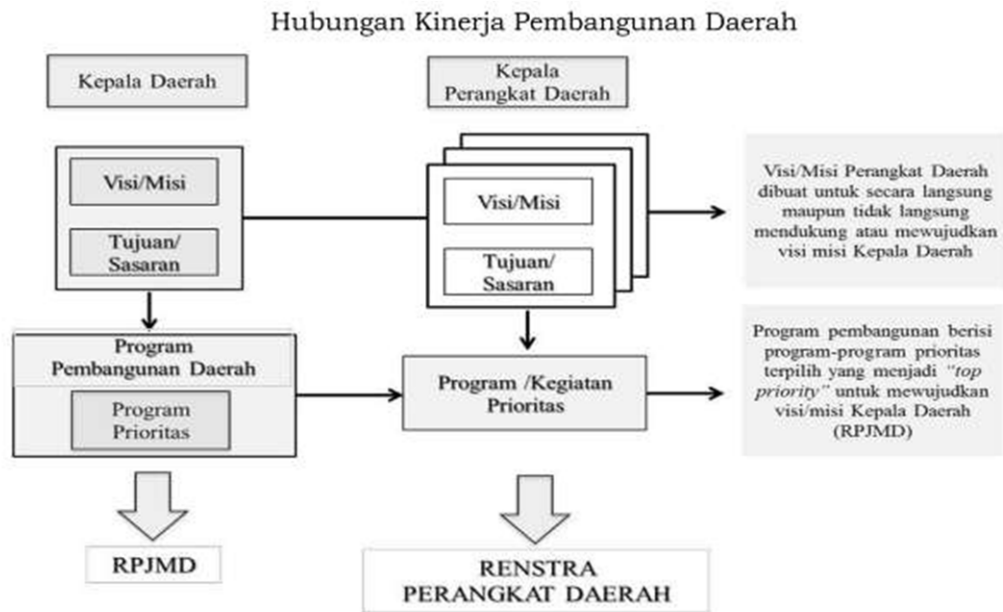 Hubungan Kinerja Pembangunan Daerah
Kepala Daerah
Kepala
Perangkat Daerah
Visi/Misi
Tujuan/
Sasaran
Visi/Misi
Tujuan/
Sasaran
Visi/Misi Perangkat Daerah
dibuat untuk secara langsung
maupun tidak langsung
mendukung atau mewujudkan
visi misi Kepala Daerah
Program
Pembangunan Daerah
Program
Prioritas
Program /Kegiatan
Prioritas
Program pembangunan berisi
program-program prioritas
terpilih yang menjadi "top
priority" untuk mewujudkan
visi/misi Kepala Daerah
(RPJMD)
RPJMD
RENSTRA
PERANGKAT DAERAH